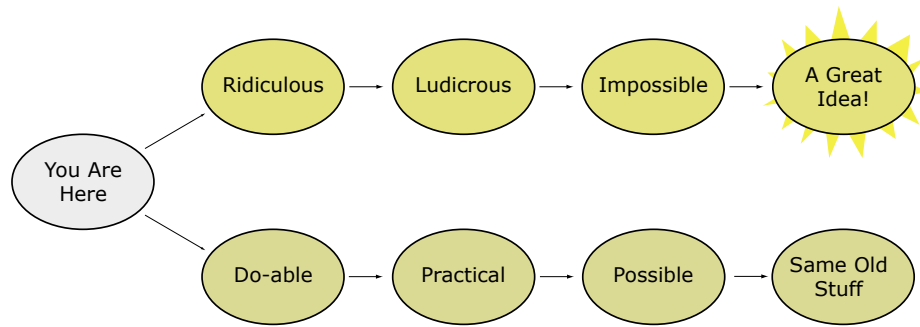 Ridiculous
Ludicrous
Impossible
A Great
Idea!
You Are
Here
Do-able
Practical
Possible
Same Old
Stuff